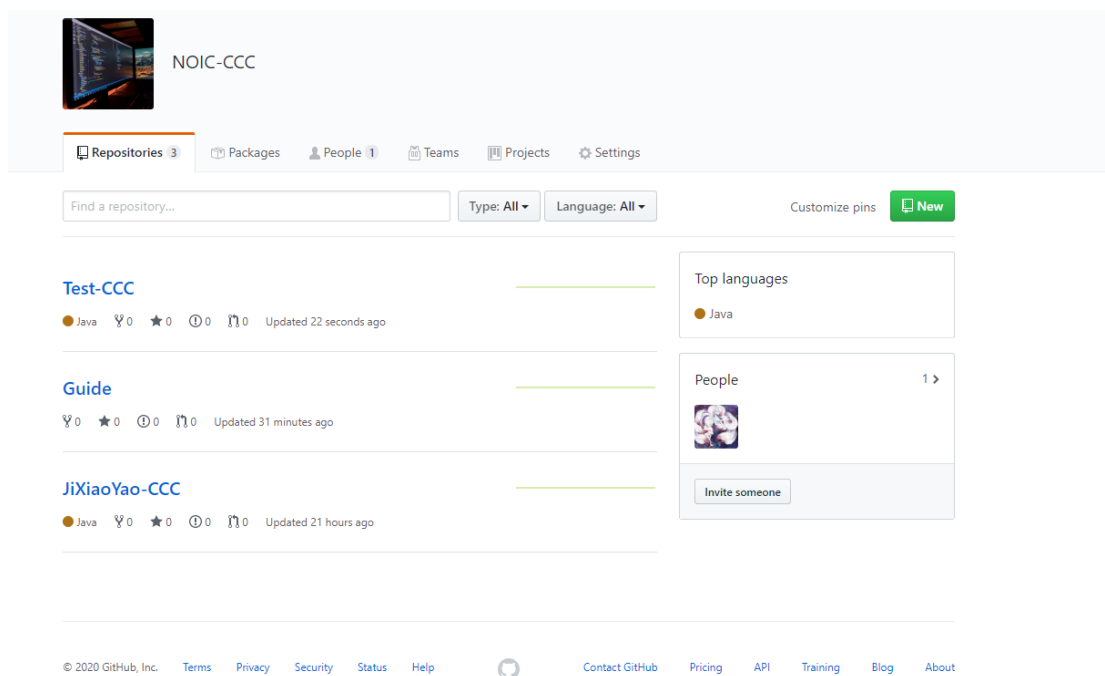 NOIC-CCC
Repositories 3 Packages People 1 Teams Projects Settings
Find a repository... Type: All Language: All Customize pins New
Test-CCC
Java 0 0 0 0 Updated 22 seconds ago
Guide
0 0 0 0 Updated 31 minutes ago
JiXiaoYao-CCC
Java 0 0 0 0 Updated 21 hours ago
Top languages
Java
People 1
Invite someone
© 2020 GitHub, Inc. Terms Privacy Security Status Help Contact GitHub Pricing API Training Blog About